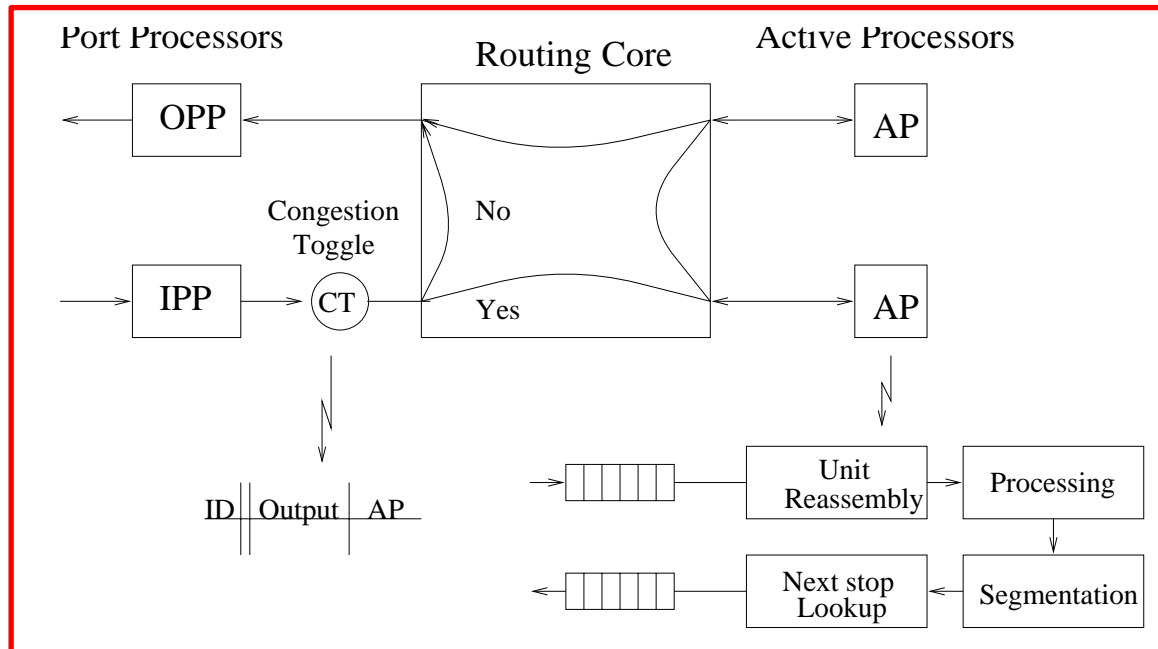 Port Processors
Routing Core
Active Processors
OPP
AP
Congestion
Toggle
No
IPP
CT
Yes
AP
ID Output AP
Unit
Reassembly
Processing
Next stop
Lookup
Segmentation